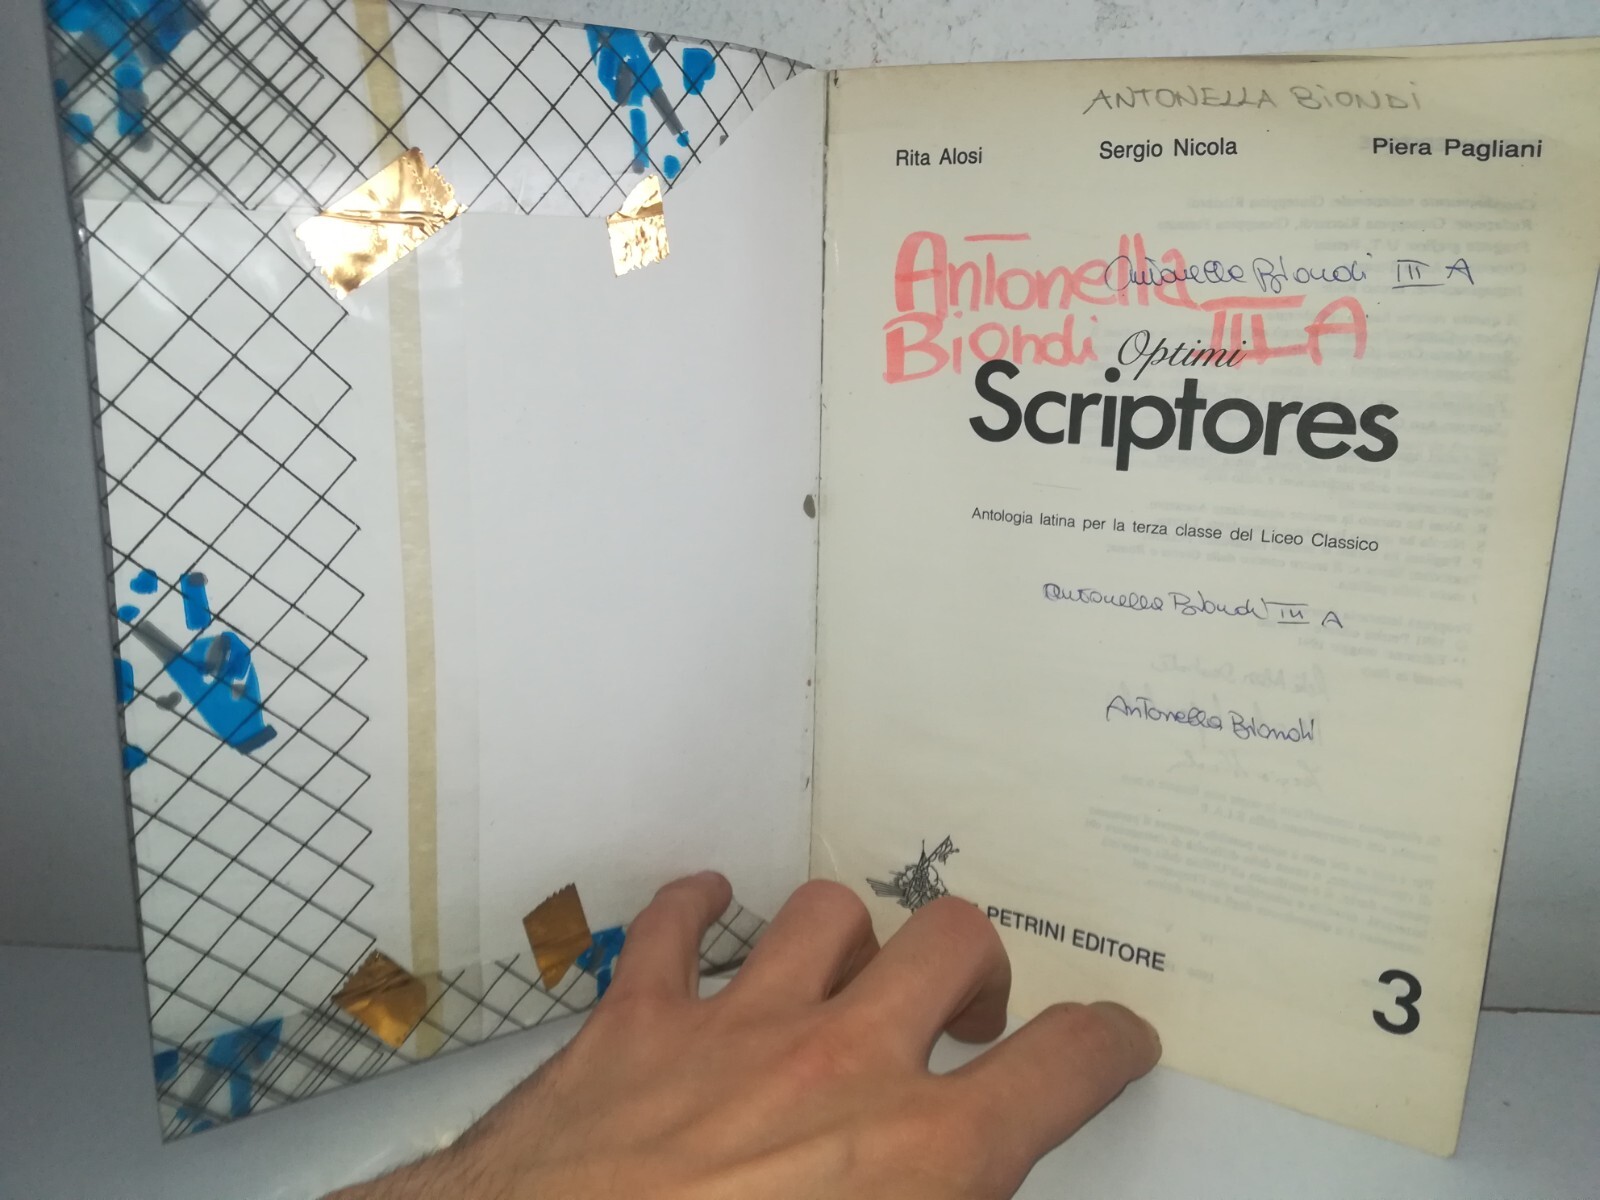 ANTONELLA BIONDI
Rita Alosi Sergio Nicola Piera Pagliani
Antonella
Antonella Biondi III A
Biondi III A
Optimi
Scriptores
Antologia latina per la terza classe del Liceo Classico
Antonella Biondi III A
Antonella Biondi
PETRINI EDITORE
3